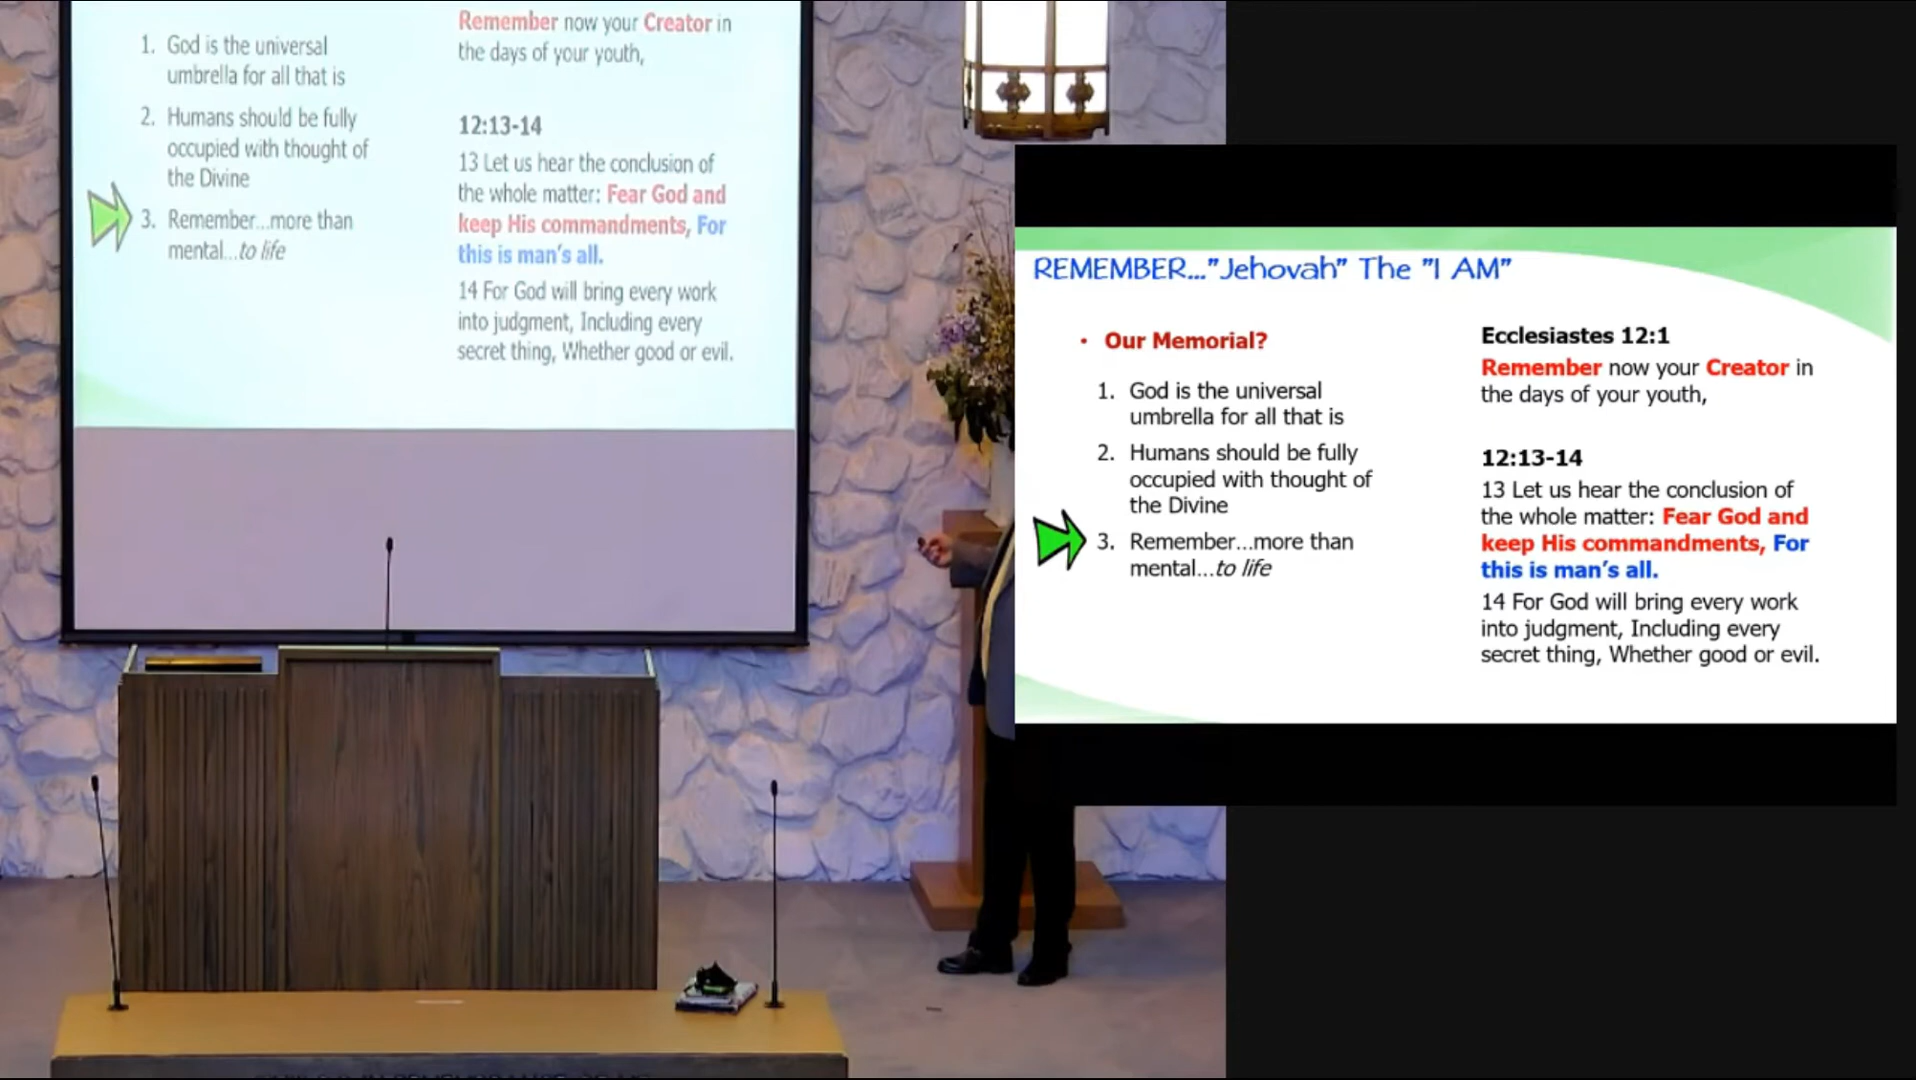 1. God is the universal
umbrella for all that is
2. Humans should be fully
occupied with thought of
the Divine
3. Remember...more than
mental...to life
Remember now your Creator in
the days of your youth,
12:13-14
13 Let us hear the conclusion of
the whole matter: Fear God and
keep His commandments, For
this is man's all.
14 For God will bring every work
into judgment, Including every
secret thing, Whether good or evil.
REMEMBER..."Jehovah" The "I AM"
• Our Memorial?
1. God is the universal
umbrella for all that is
2. Humans should be fully
occupied with thought of
the Divine
3. Remember...more than
mental...to life
Ecclesiastes 12:1
Remember now your Creator in
the days of your youth,
12:13-14
13 Let us hear the conclusion of
the whole matter: Fear God and
keep His commandments, For
this is man's all.
14 For God will bring every work
into judgment, Including every
secret thing, Whether good or evil.